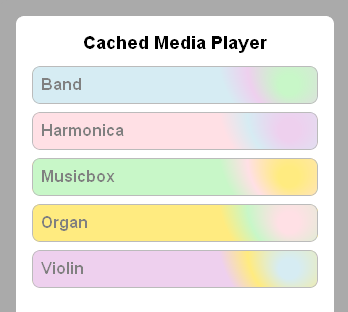 Cached Media Player
Band
Harmonica
Musicbox
Organ
Violin